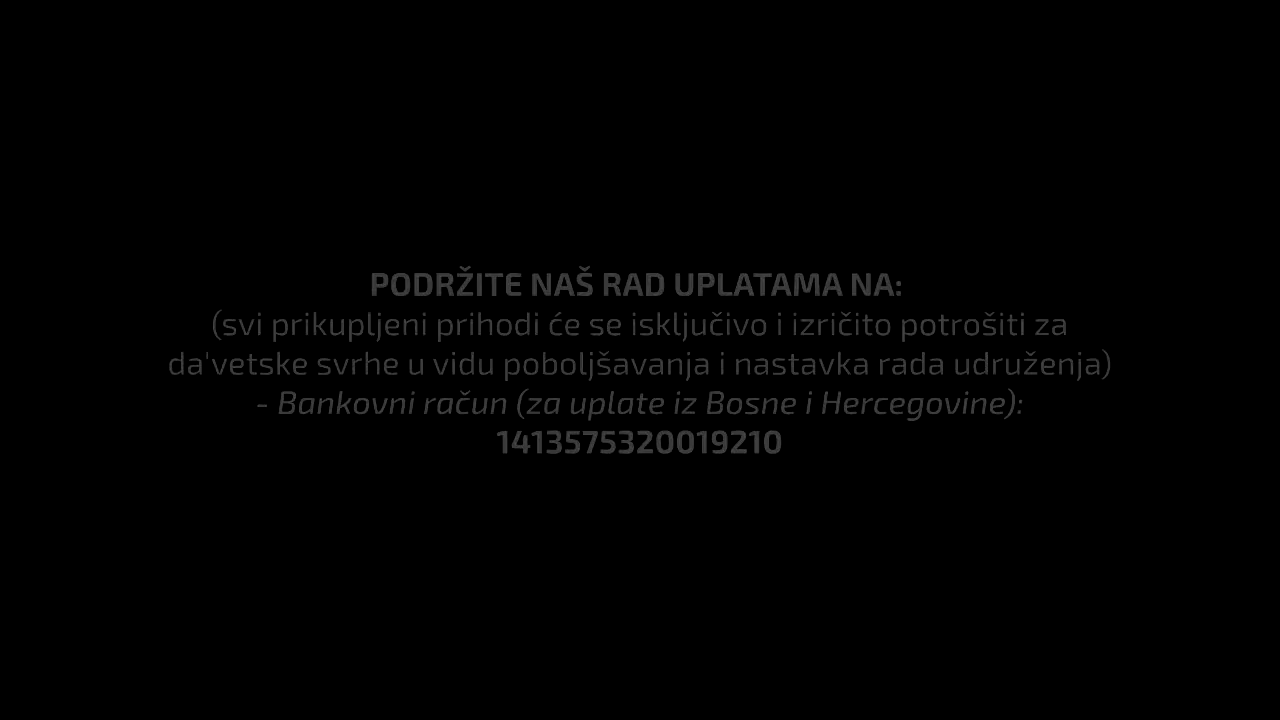 PODRŽITE NAŠ RAD UPLATAMA NA:
(svi prikupljeni prihodi će se isključivo i izričito potrošiti za
da'vetske svrhe u vidu poboljšavanja i nastavka rada udruženja)
- Bankovni račun (za uplate iz Bosne i Hercegovine):
1413575320019210